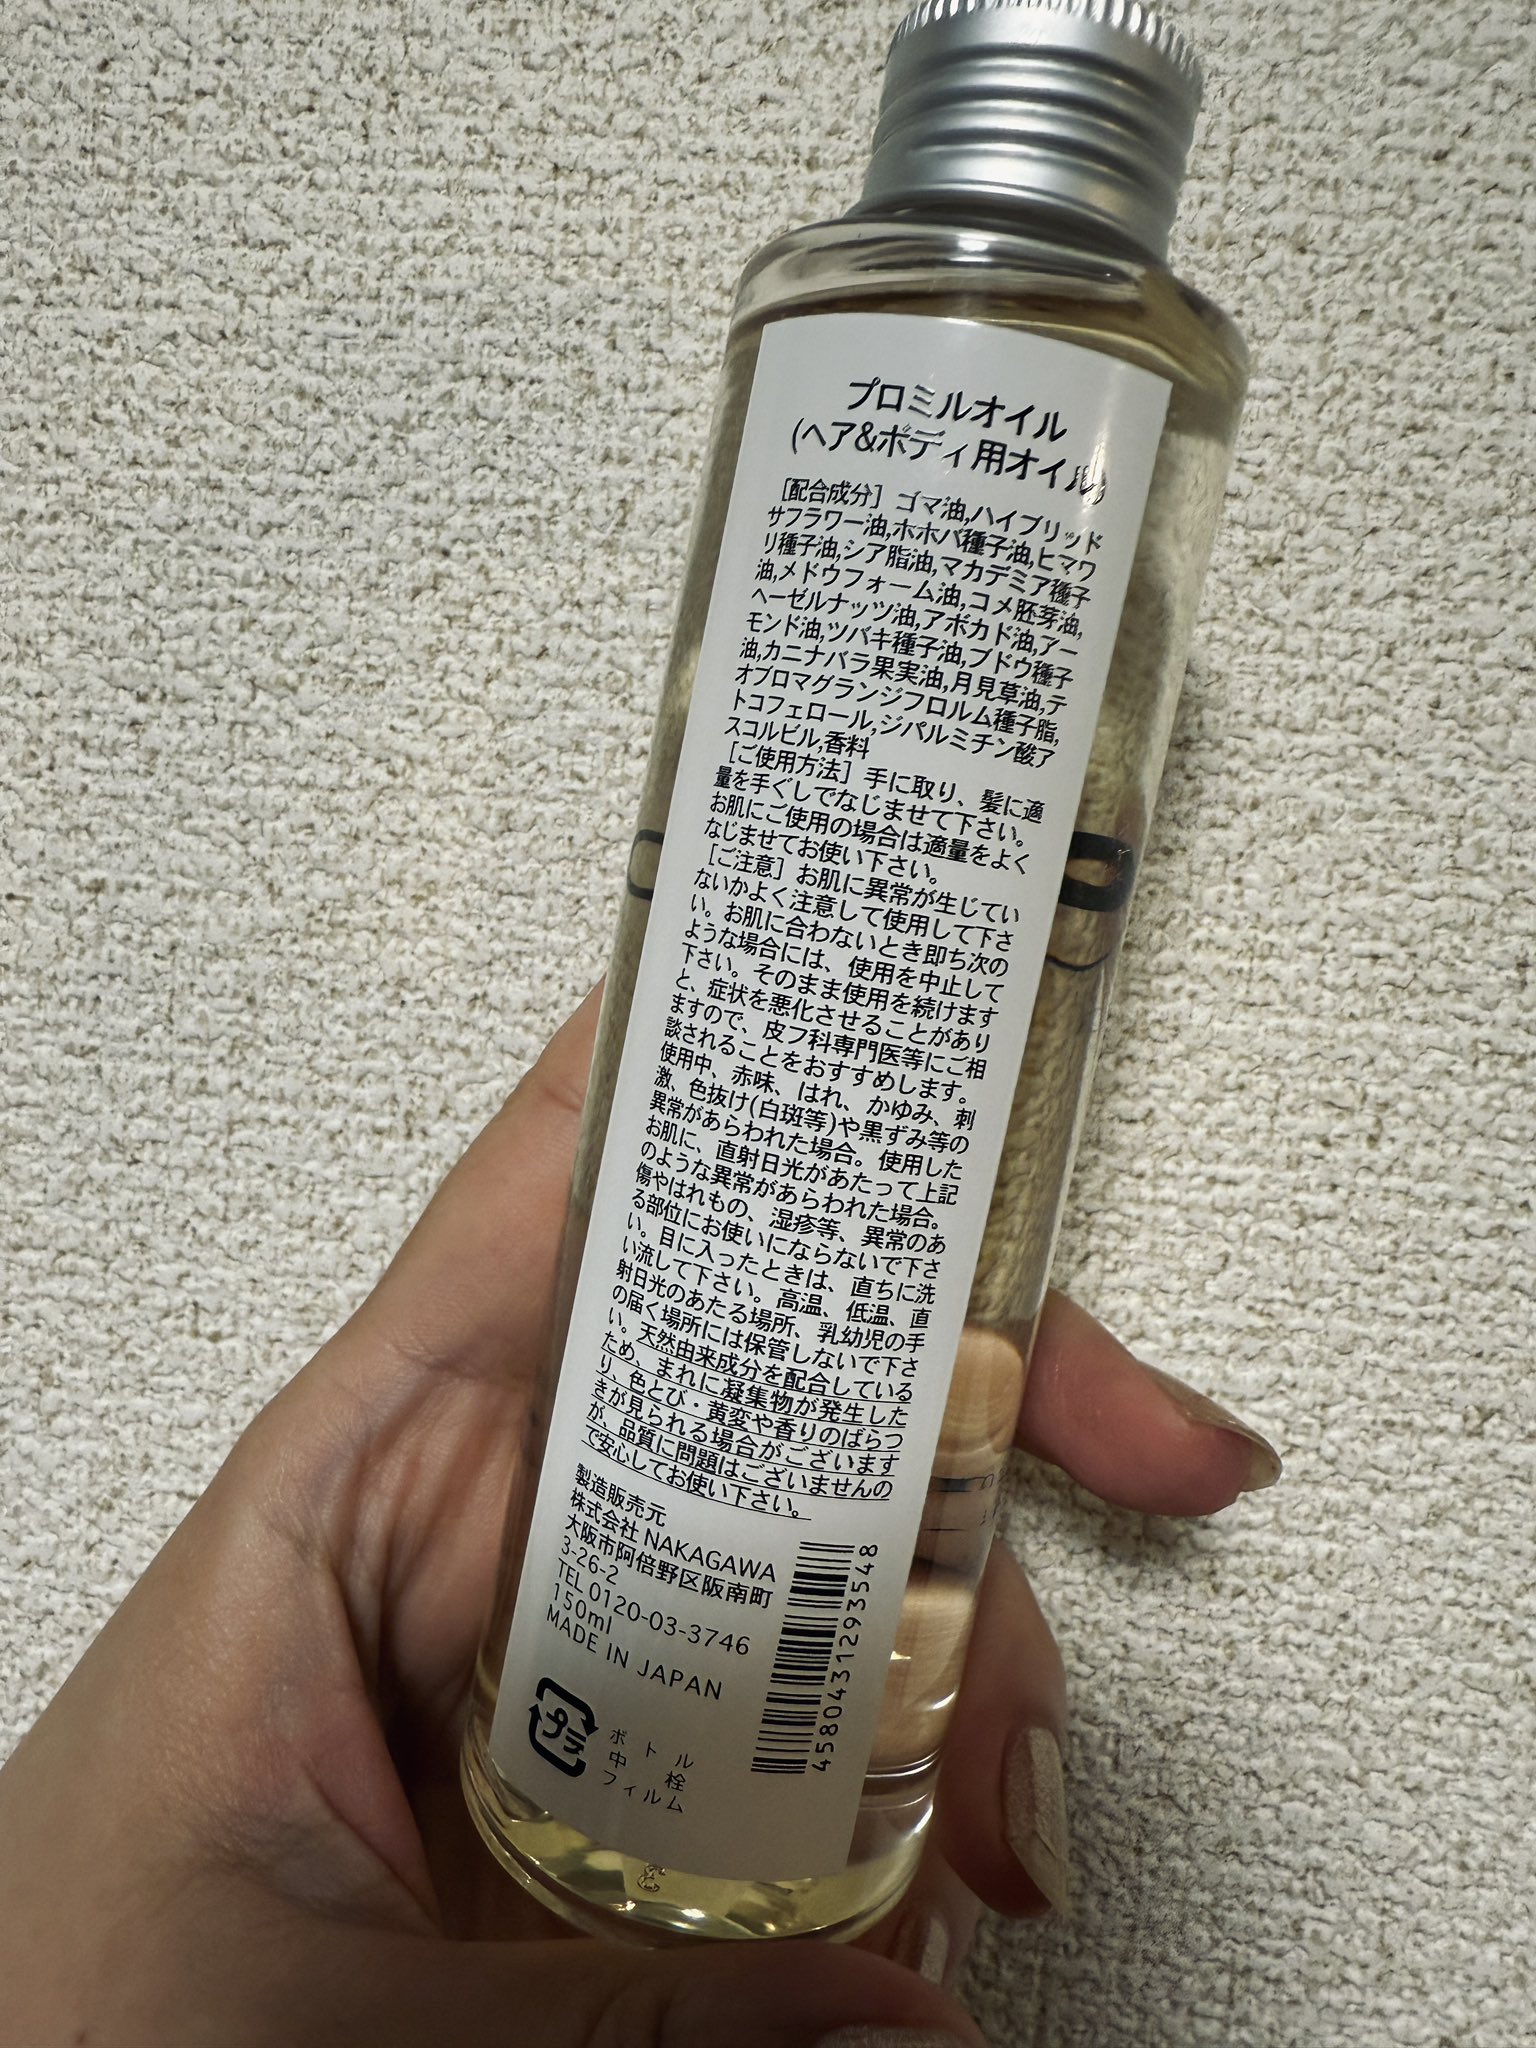 プロミルオイル
(ヘア&ボディ用オイル)
［配合成分］ゴマ油,ハイブリッド
サフラワー油,ホホバ種子油,ヒマワ
リ種子油,シア脂油,マカデミア種子
油,メドウフォーム油,コメ胚芽油,
ヘーゼルナッツ油,アボカド油,アー
モンド油,ツバキ種子油,ブドウ種子
油,カニナバラ果実油,月見草油,テ
オブロマグランジフロルム種子脂,
トコフェロール,ジパルミチン酸ア
スコルビル,香料
［ご使用方法］手に取り、髪に適
量を手ぐしでなじませて下さい。
お肌にご使用の場合は適量をよく
なじませてお使い下さい。
［ご注意］お肌に異常が生じてい
ないかよく注意して使用して下さ
い。お肌に合わないとき即ち次の
ような場合には、使用を中止して
下さい。そのまま使用を続けます
と、症状を悪化させることがあり
ますので、皮フ科専門医等にご相
談されることをおすすめします。
使用中、赤味、はれ、かゆみ、刺
激、色抜け(白斑等)や黒ずみ等の
異常があらわれた場合。使用した
お肌に、直射日光があたって上記
のような異常があらわれた場合。
傷やはれもの、湿疹等、異常のあ
る部位にお使いにならないで下さ
い。目に入ったときは、直ちに洗
い流して下さい。高温、低温、直
射日光のあたる場所、乳幼児の手
の届く場所には保管しないで下さ
い。天然由来成分を配合している
ため、まれに凝集物が発生した
り、色とび・黄変や香りのばらつ
きが見られる場合がございます
が、品質に問題はございませんの
で安心してお使い下さい。
製造販売元
株式会社 NAKAGAWA
大阪市阿倍野区阪南町
3-26-2
TEL 0120-03-3746
150ml
MADE IN JAPAN
4580431293548
プラ
ボトル
中栓
フィルム